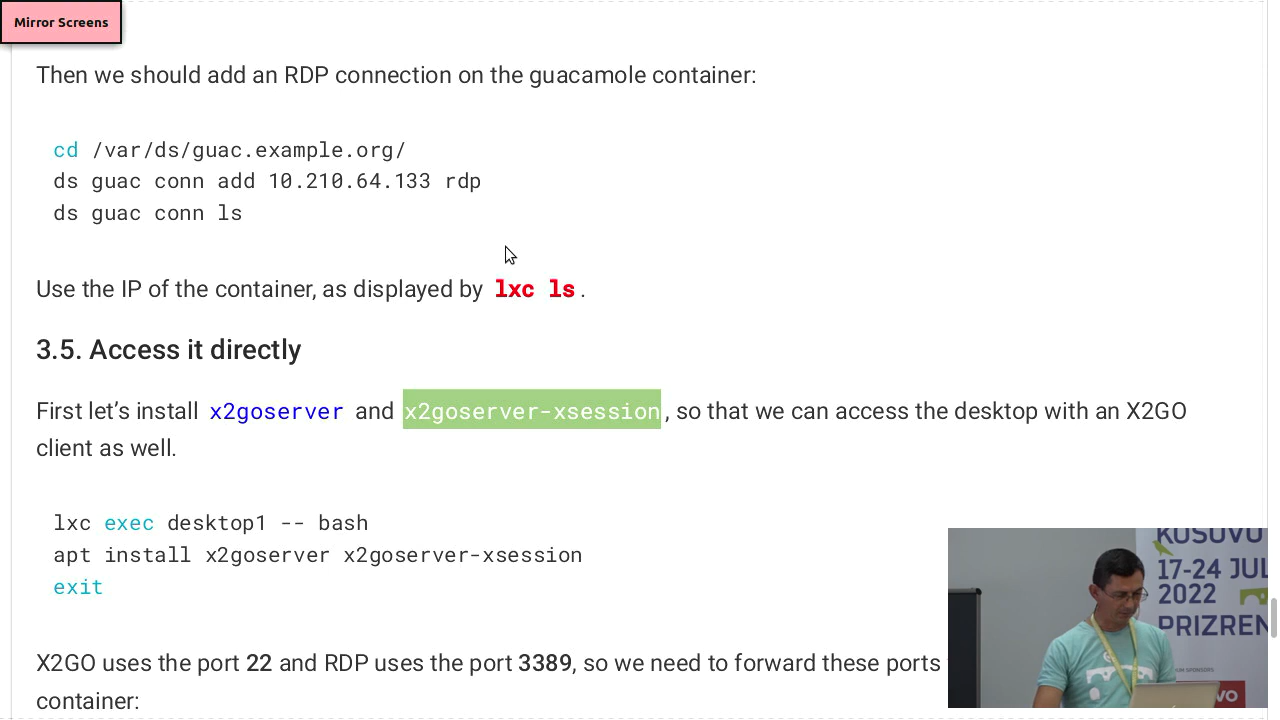 Mirror Screens
Then we should add an RDP connection on the guacamole container:
cd /var/ds/guac.example.org/
ds guac conn add 10.210.64.133 rdp
ds guac conn ls
Use the IP of the container, as displayed by lxc ls.
3.5. Access it directly
First let’s install x2goserver and x2goserver-xsession, so that we can access the desktop with an X2GO
client as well.
lxc exec desktop1 -- bash
apt install x2goserver x2goserver-xsession
exit
X2GO uses the port 22 and RDP uses the port 3389, so we need to forward these ports
container:
KOSOVO
17-24 JUL
2022
PRIZREN
SPONSORS